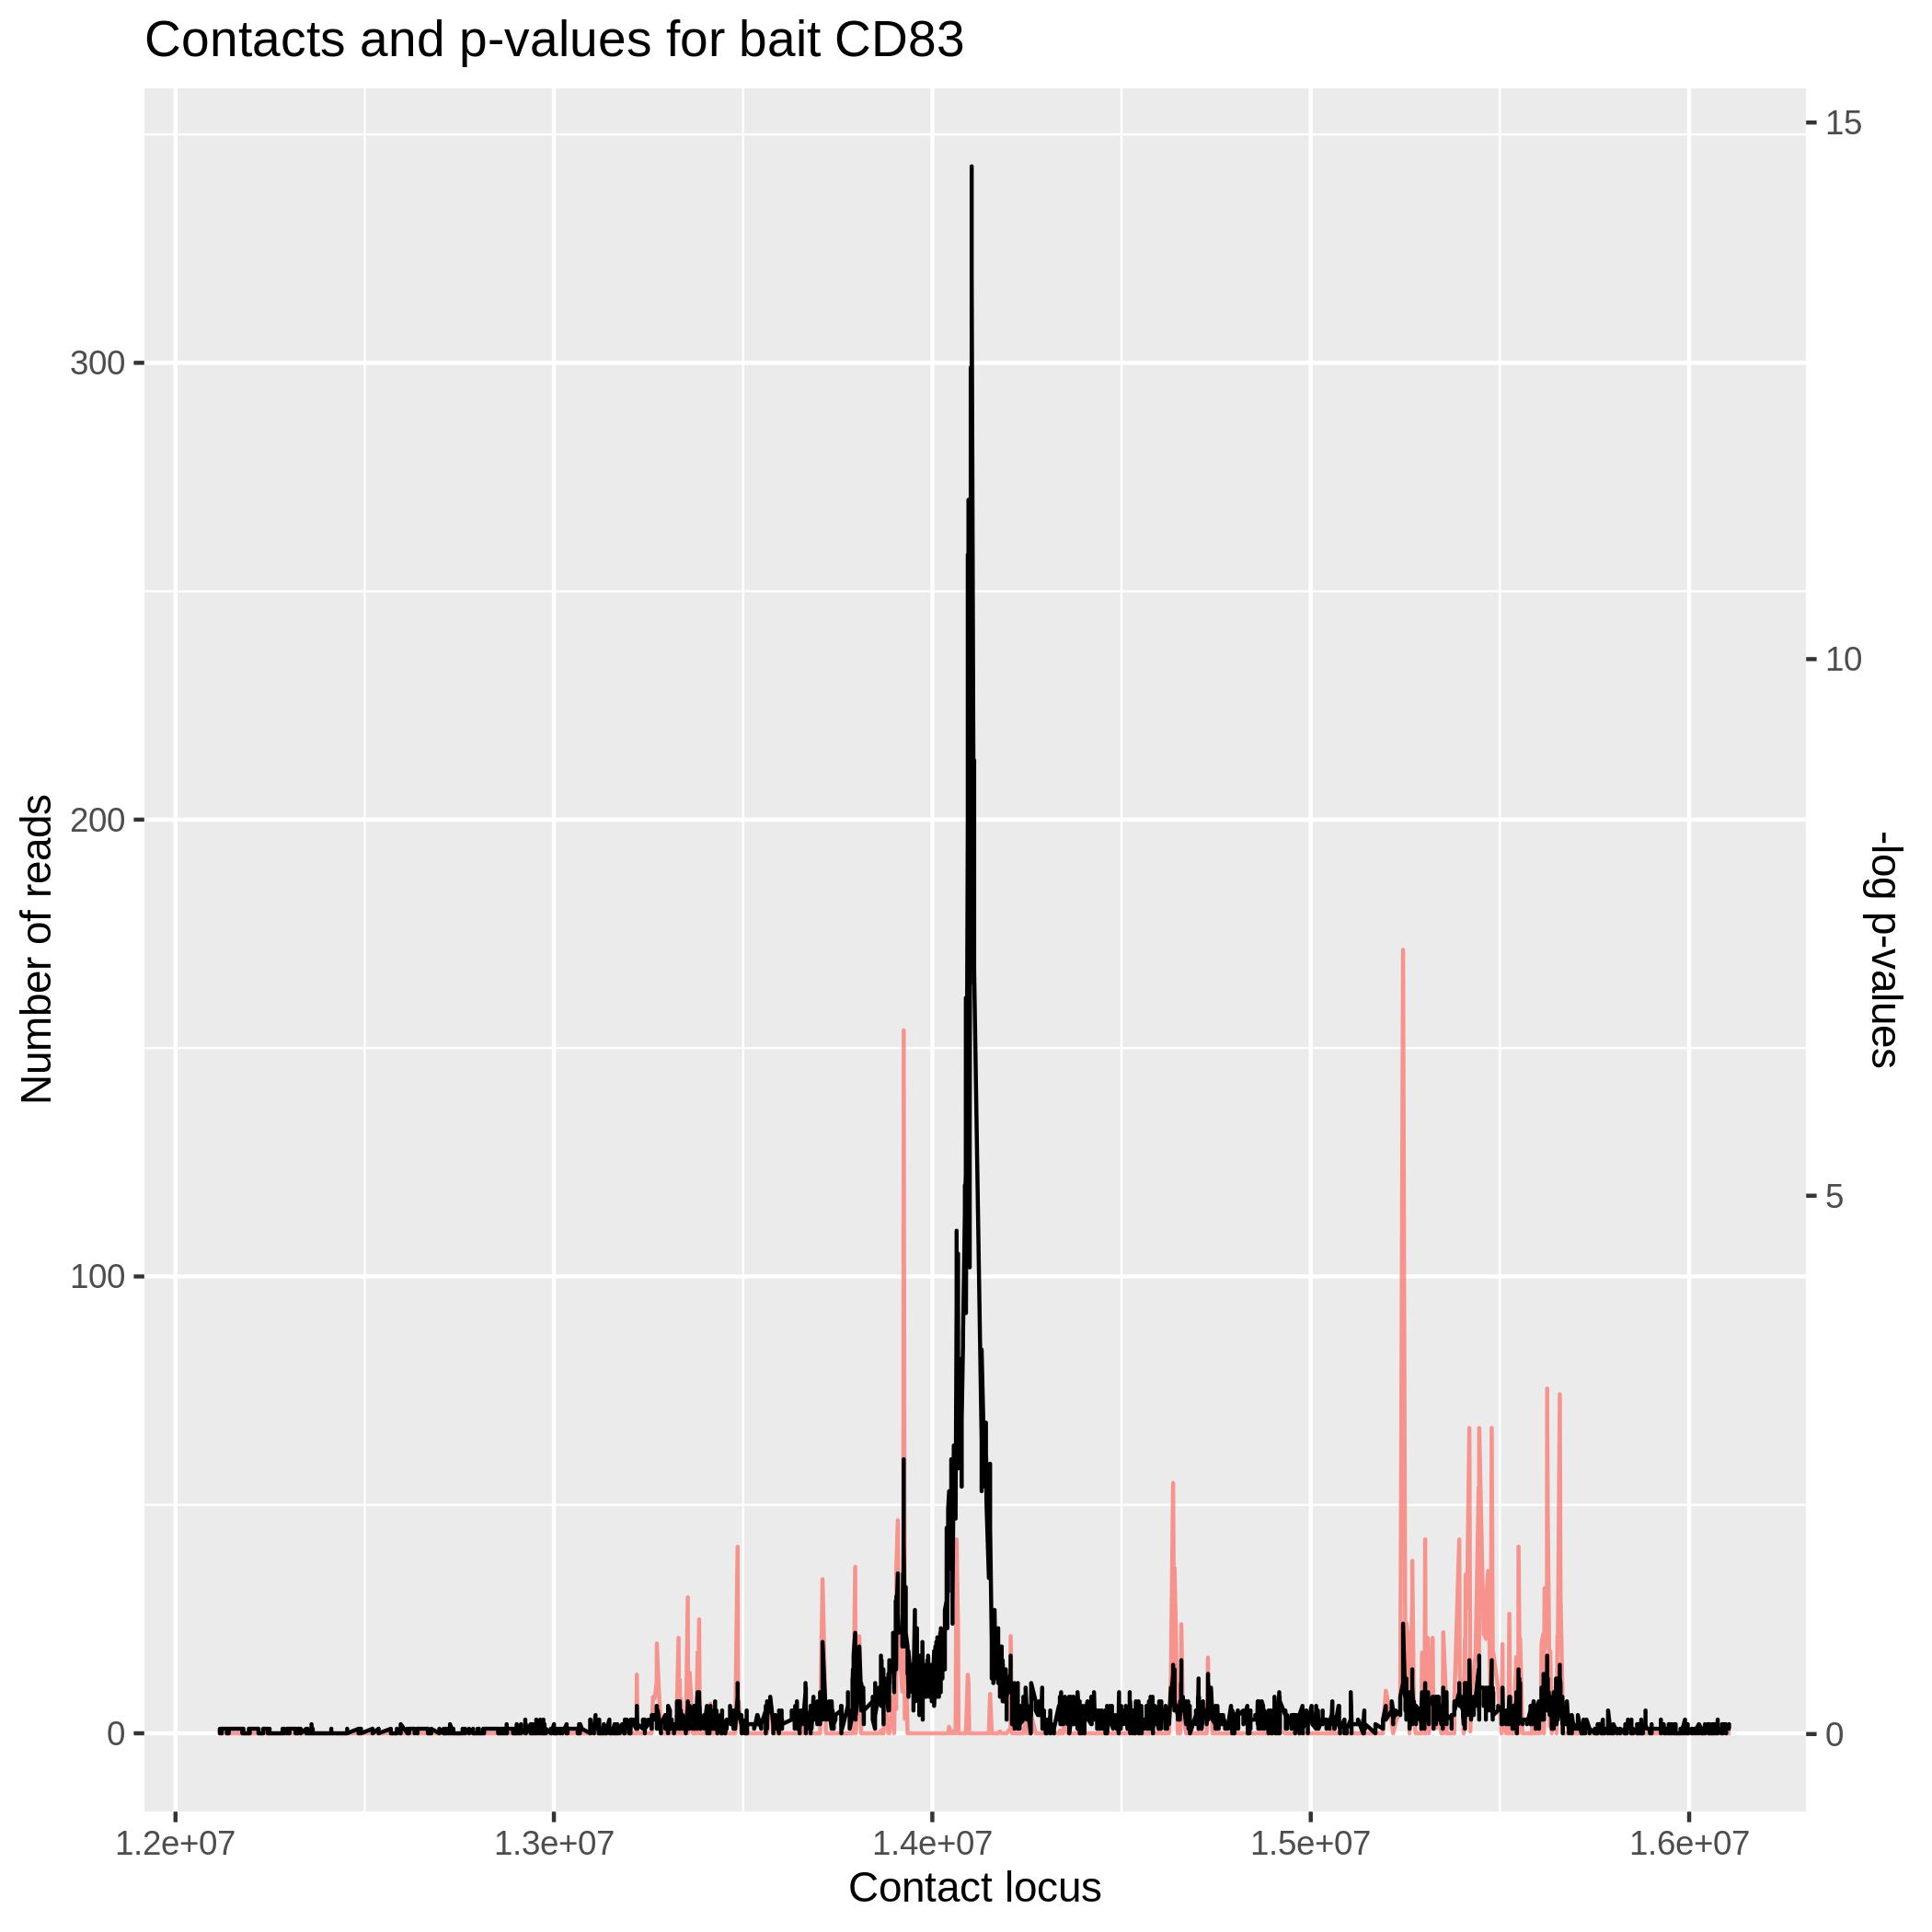 Contacts and p-values for bait CD83
15
300
10
200
Number of reads
-log p-values
5
100
0
0
1.2e+07
1.3e+07
1.4e+07
1.5e+07
1.6e+07
Contact locus